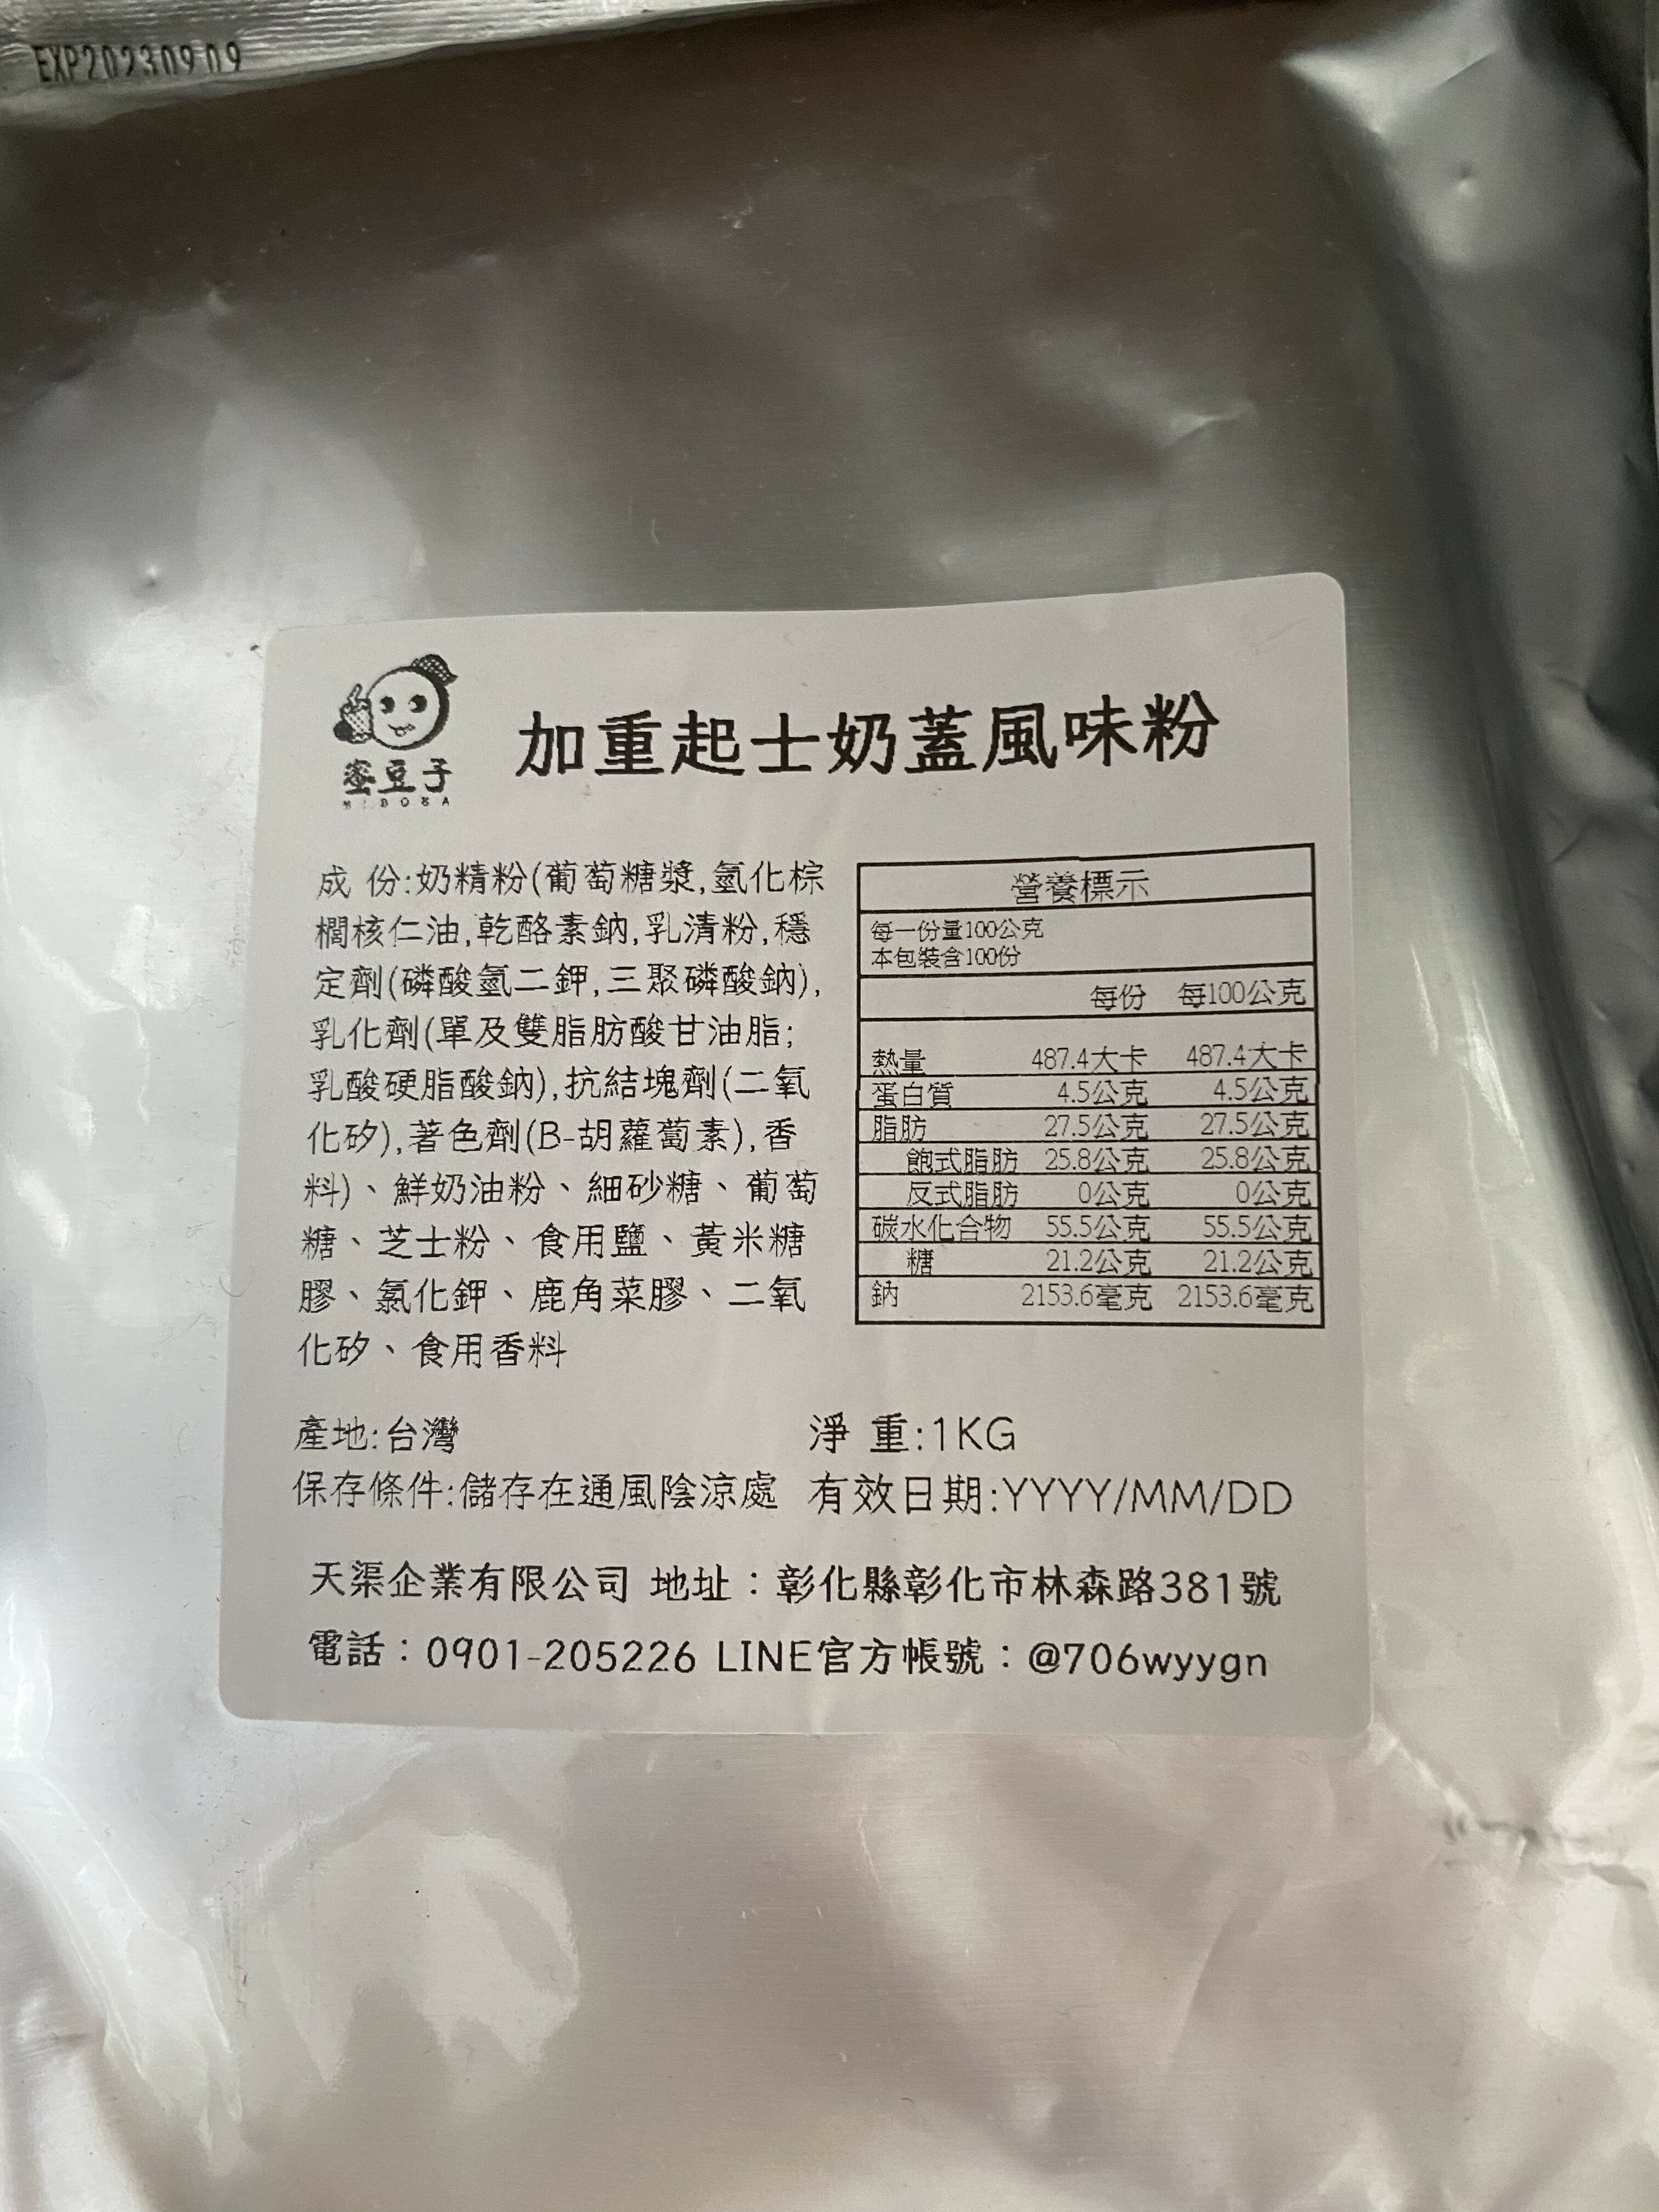 EXP20230909
蜜豆子
加重起士奶蓋風味粉
成 份:奶精粉(葡萄糖漿,氫化棕
櫚核仁油,乾酪素鈉,乳清粉,穩
定劑(磷酸氫二鉀,三聚磷酸鈉),
乳化劑(單及雙脂肪酸甘油脂;
乳酸硬脂酸鈉),抗結塊劑(二氧
化矽),著色劑(B-胡蘿蔔素),香
料)、鮮奶油粉、細砂糖、葡萄
糖、芝士粉、食用鹽、黃米糖
膠、氯化鉀、鹿角菜膠、二氧
化矽、食用香料
營養標示
每一份量100公克
本包裝含100份
每份 每100公克
熱量 487.4大卡 487.4大卡
蛋白質 4.5公克 4.5公克
脂肪 27.5公克 27.5公克
飽式脂肪 25.8公克 25.8公克
反式脂肪 0公克 0公克
碳水化合物 55.5公克 55.5公克
糖 21.2公克 21.2公克
鈉 2153.6毫克 2153.6毫克
產地:台灣 淨 重:1KG
保存條件:儲存在通風陰涼處 有效日期:YYYY/MM/DD
天渠企業有限公司 地址：彰化縣彰化市林森路381號
電話：0901-205226 LINE官方帳號：@706wyygn